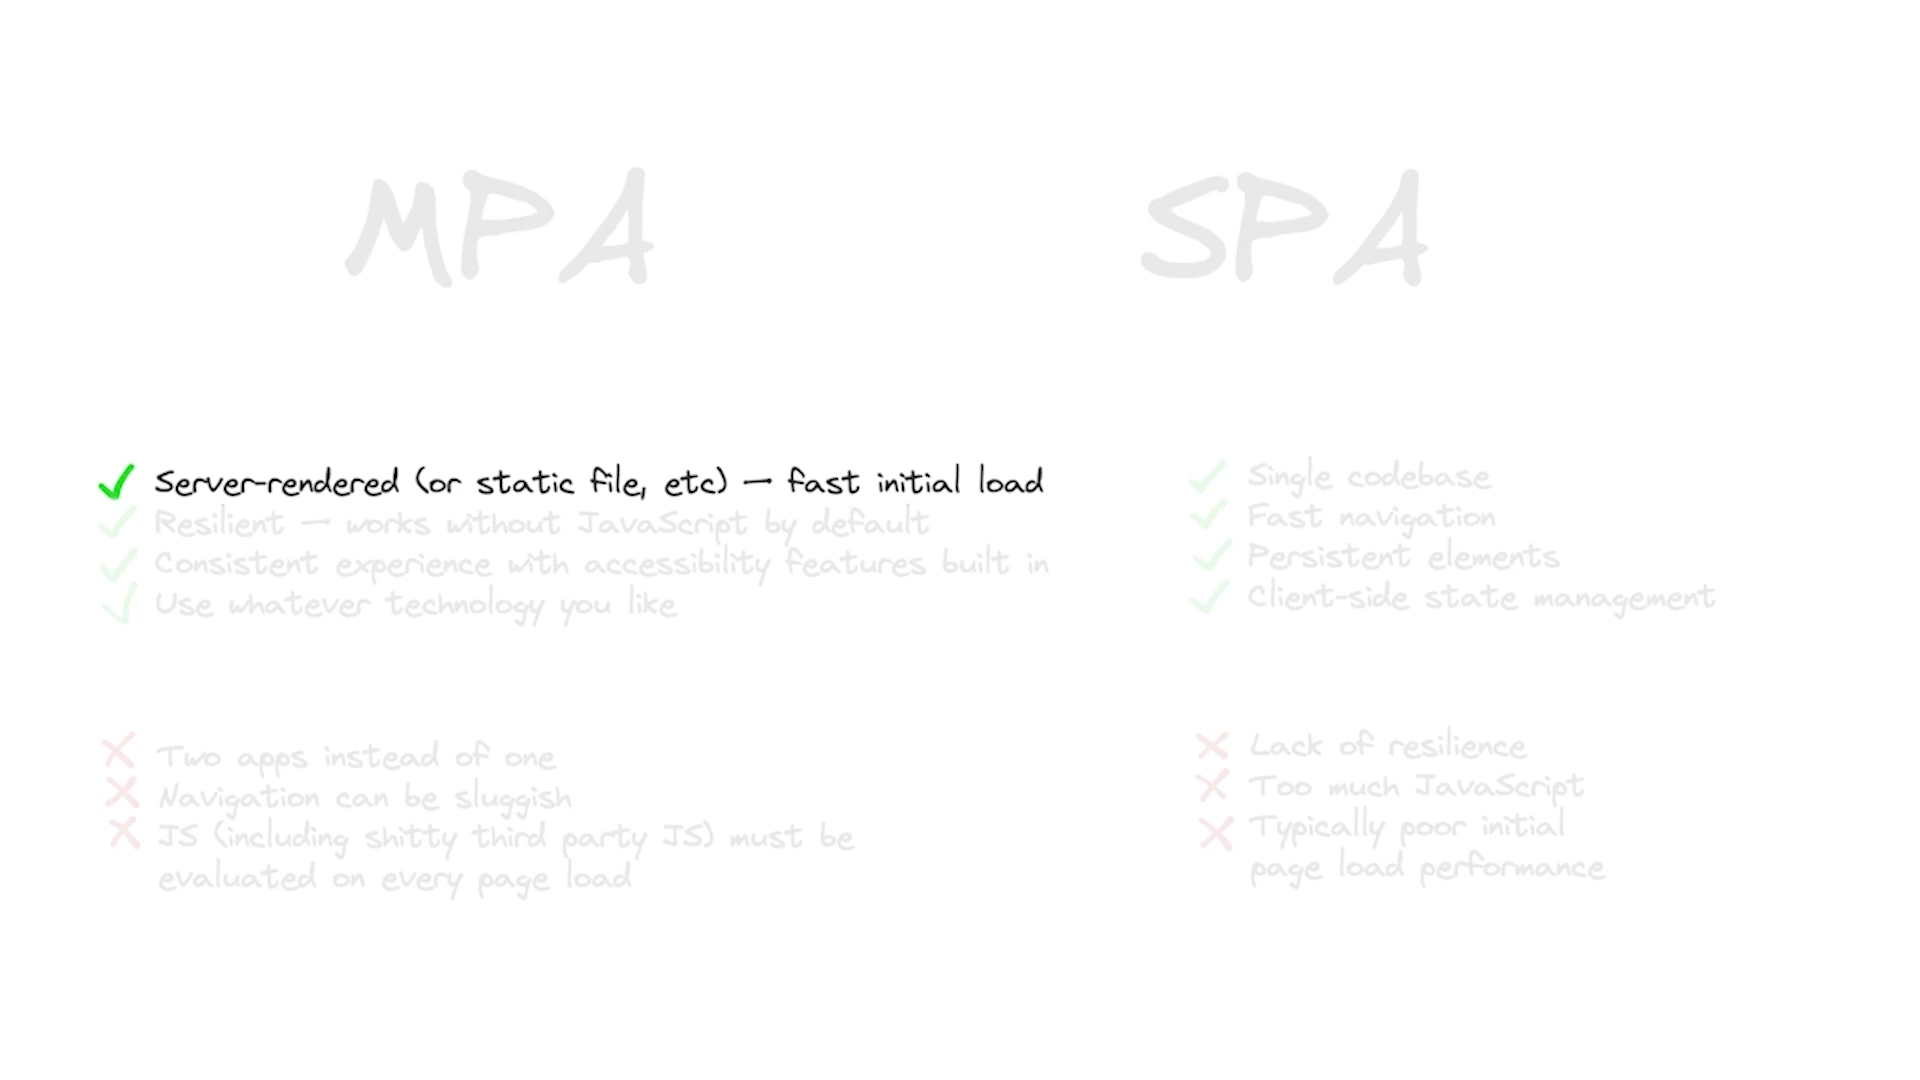 MPA
SPA
Server-rendered (or static file, etc) — fast initial load
Resilient — works without JavaScript by default
Consistent experience with accessibility features built in
Use whatever technology you like
Single codebase
Fast navigation
Persistent elements
Client-side state management
Two apps instead of one
Navigation can be sluggish
JS (including shitty third party JS) must be
evaluated on every page load
Lack of resilience
Too much JavaScript
Typically poor initial
page load performance